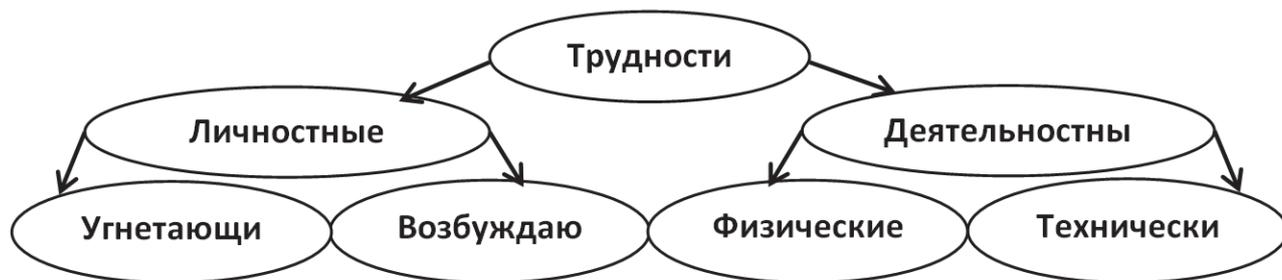 Трудности
Личностные
Деятельностны
Угнетающи
Возбуждаю
Физические
Технически